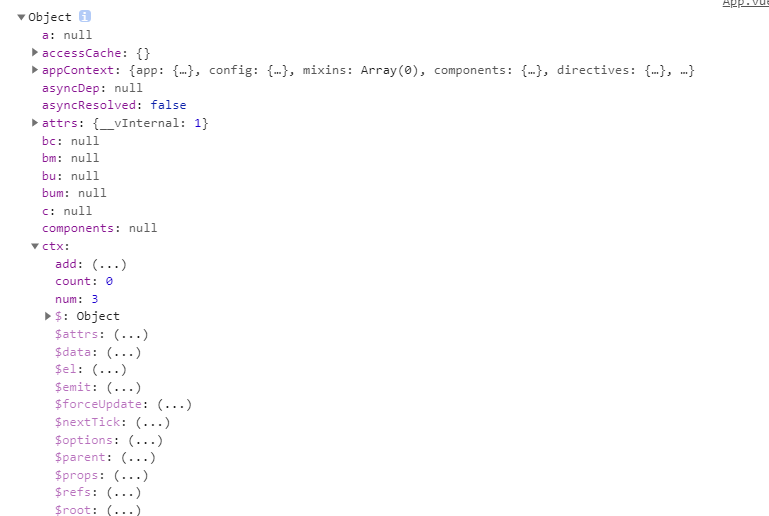 App.vue
Object i
a: null
accessCache: {}
appContext: {app: {…}, config: {…}, mixins: Array(0), components: {…}, directives: {…}, …}
asyncDep: null
asyncResolved: false
attrs: {__vInternal: 1}
bc: null
bm: null
bu: null
bum: null
c: null
components: null
ctx:
add: (...)
count: 0
num: 3
$: Object
$attrs: (...)
$data: (...)
$el: (...)
$emit: (...)
$forceUpdate: (...)
$nextTick: (...)
$options: (...)
$parent: (...)
$props: (...)
$refs: (...)
$root: (...)